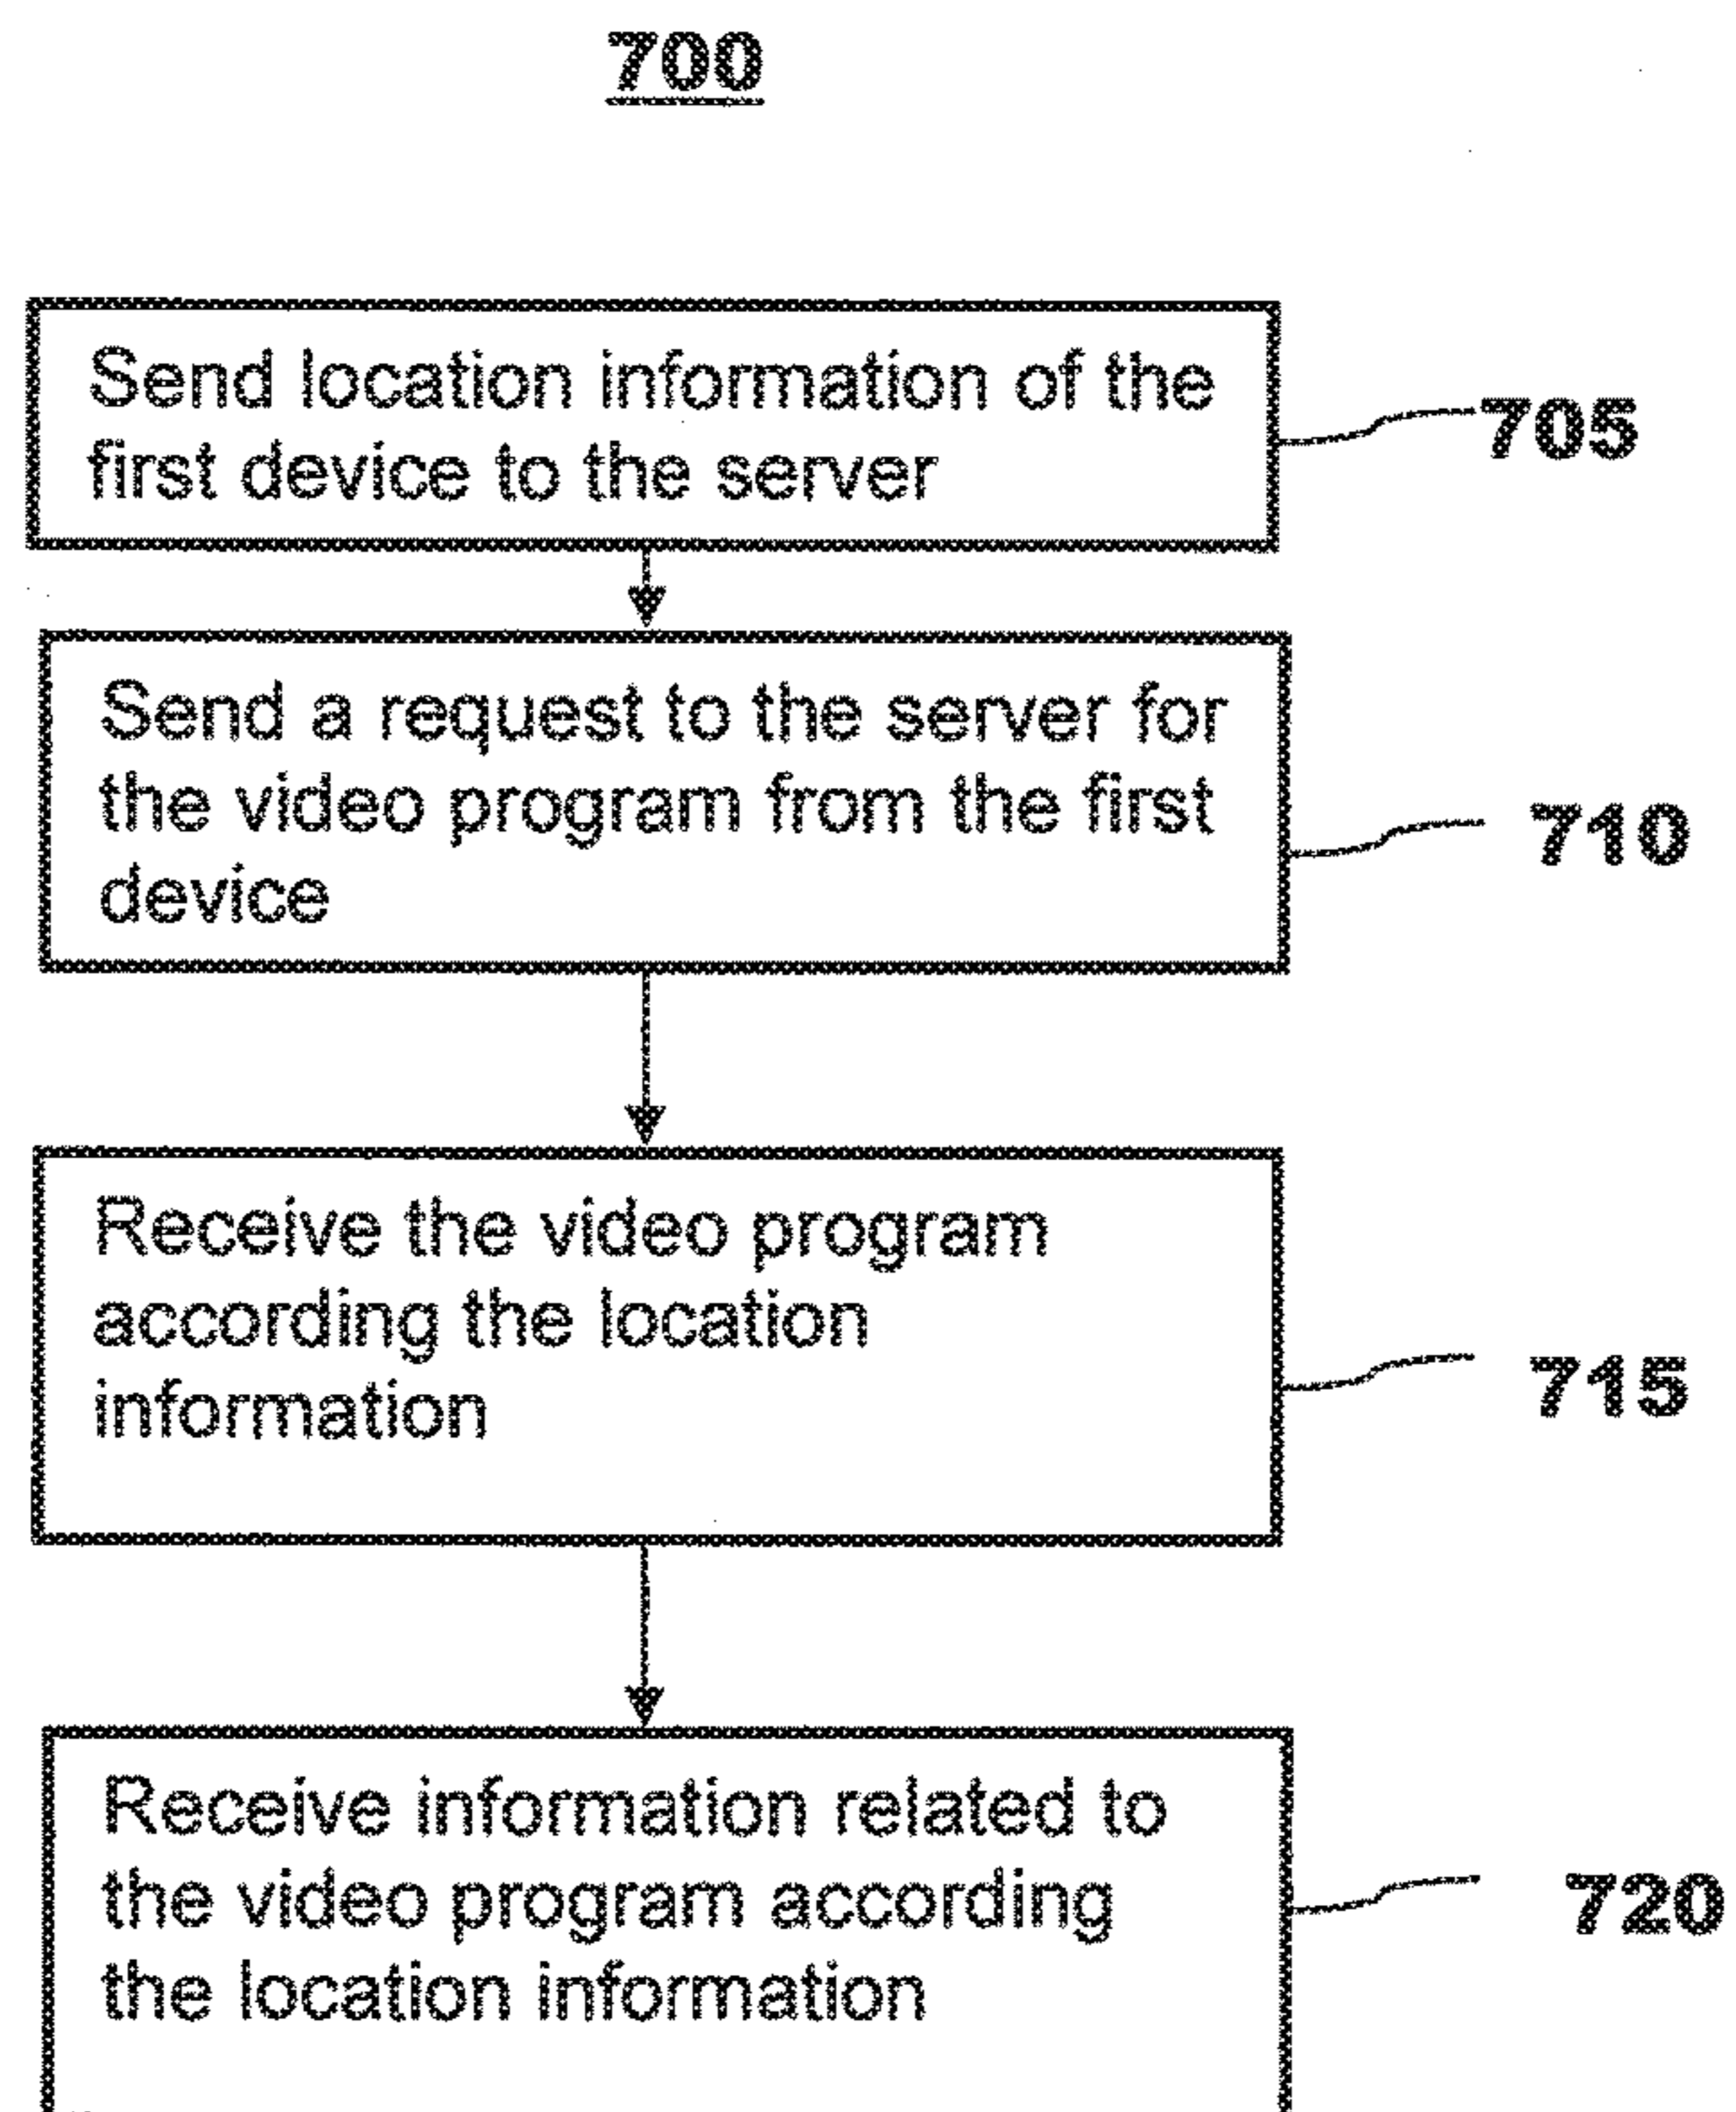 700
Send location information of the
first device to the server
705
Send a request to the server for
the video program from the first
device
710
Receive the video program
according the location
information
715
Receive information related to
the video program according
the location information
720